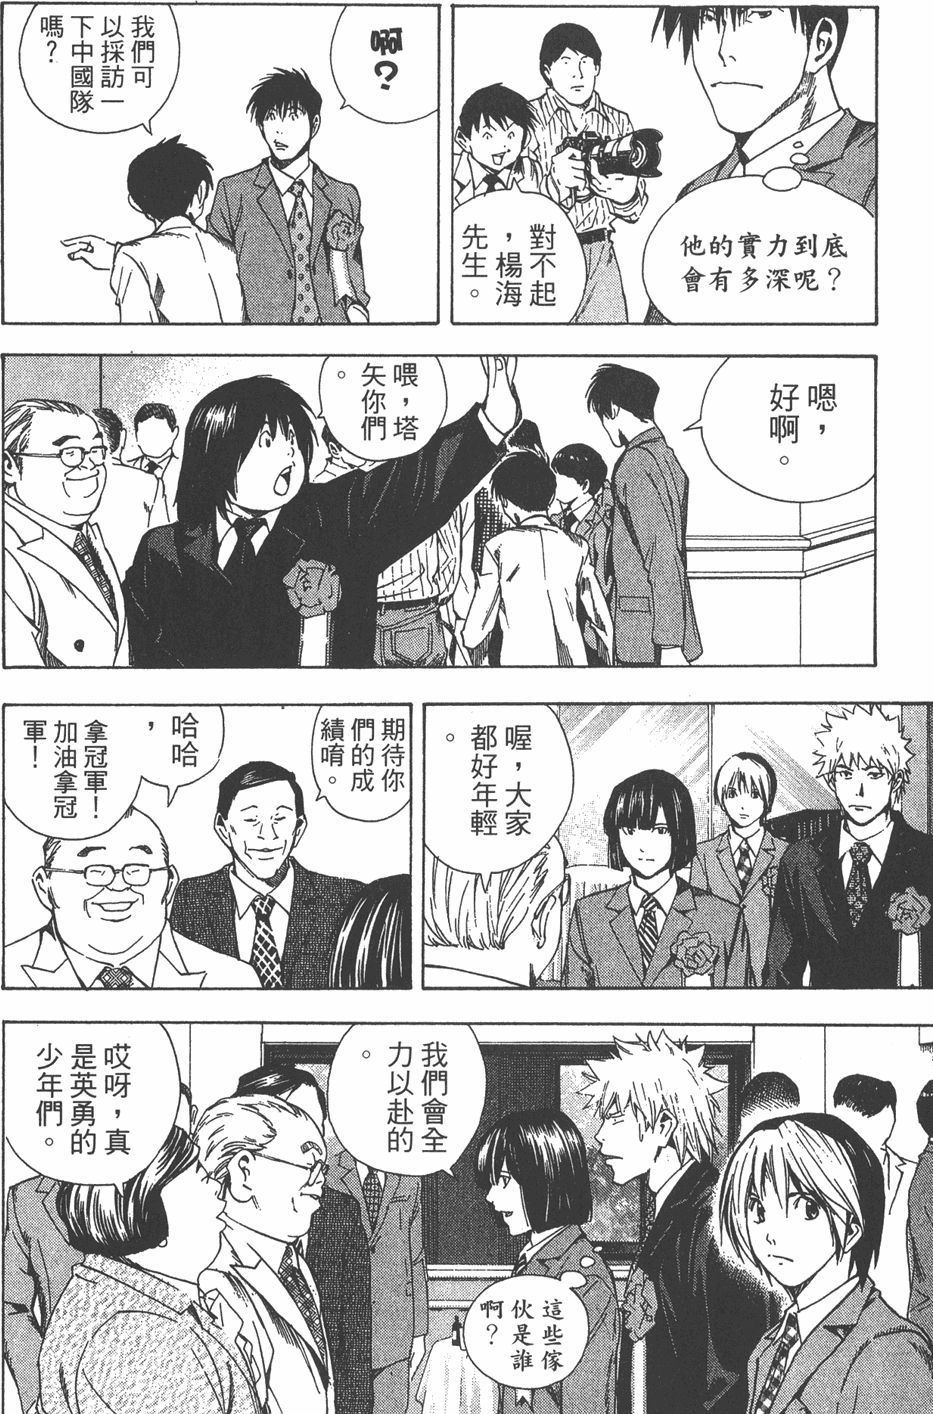 他的實力到底
會有多深呢？
對不起
，楊海
先生。
啊？
我們可
以採訪一
下中國隊
嗎？
嗯，
好啊。
喂，塔
矢你們
。
喔，大家
都好年輕
。
期待你
們的成
績唷。
哈哈
，
拿冠軍！
加油拿冠
軍！
我們會全
力以赴的
。
這些傢
伙是誰
啊？
哎呀，真
是英勇的
少年們。